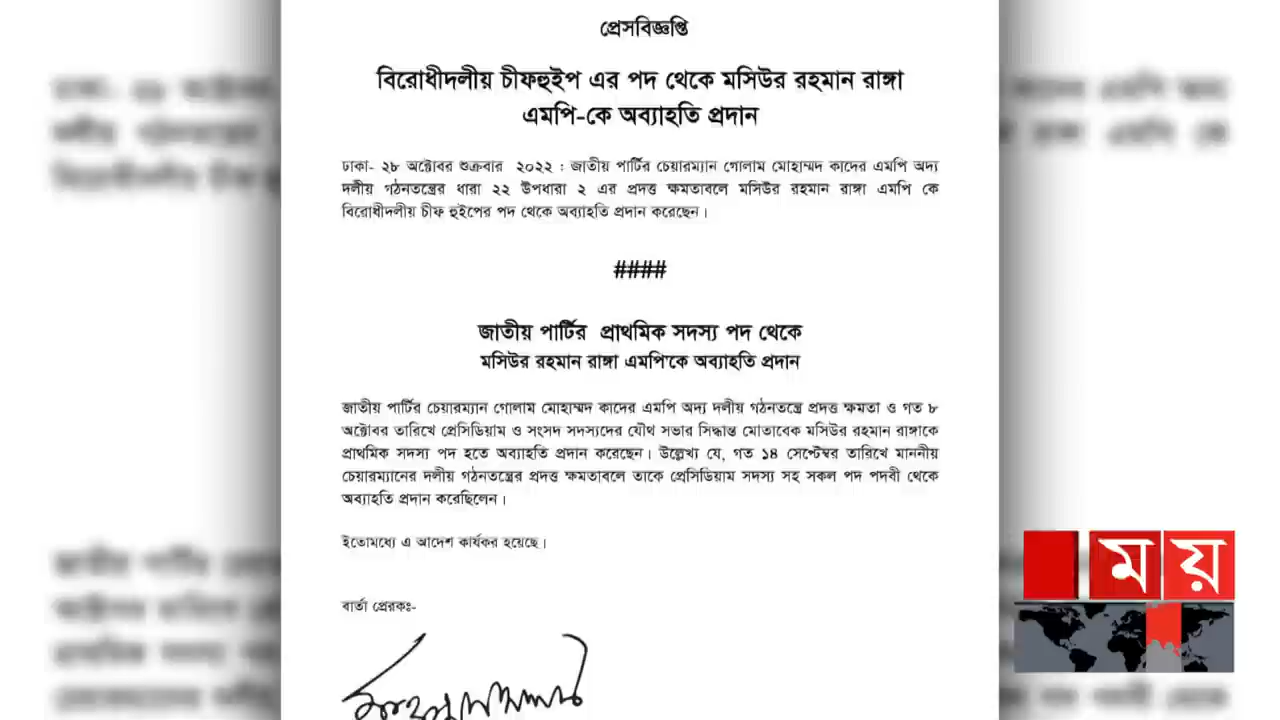 প্রেসবিজ্ঞপ্তি
বিরোধীদলীয় চীফহুইপ এর পদ থেকে মসিউর রহমান রাঙ্গা
এমপি-কে অব্যাহতি প্রদান
ঢাকা- ২৮ অক্টোবর শুক্রবার ২০২২ : জাতীয় পার্টির চেয়ারম্যান গোলাম মোহাম্মদ কাদের এমপি অদ্য
দলীয় গঠনতন্ত্রের ধারা ২২ উপধারা ২ এর প্রদত্ত ক্ষমতাবলে মসিউর রহমান রাঙ্গা এমপি কে
বিরোধীদলীয় চীফ হুইপের পদ থেকে অব্যাহতি প্রদান করেছেন।
####
জাতীয় পার্টির প্রাথমিক সদস্য পদ থেকে
মসিউর রহমান রাঙ্গা এমপি'কে অব্যাহতি প্রদান
জাতীয় পার্টির চেয়ারম্যান গোলাম মোহাম্মদ কাদের এমপি অদ্য দলীয় গঠনতন্ত্রে প্রদত্ত ক্ষমতা ও গত ৮
অক্টোবর তারিখে প্রেসিডিয়াম ও সংসদ সদস্যদের যৌথ সভার সিদ্ধান্ত মোতাবেক মসিউর রহমান রাঙ্গাকে
প্রাথমিক সদস্য পদ হতে অব্যাহতি প্রদান করেছেন। উল্লেখ্য যে, গত ১৪ সেপ্টেম্বর তারিখে মাননীয়
চেয়ারম্যানের দলীয় গঠনতন্ত্রের প্রদত্ত ক্ষমতাবলে তাকে প্রেসিডিয়াম সদস্য সহ সকল পদ পদবী থেকে
অব্যাহতি প্রদান করেছিলেন।
ইতোমধ্যে এ আদেশ কার্যকর হয়েছে।
বার্তা প্রেরকঃ-
সময়